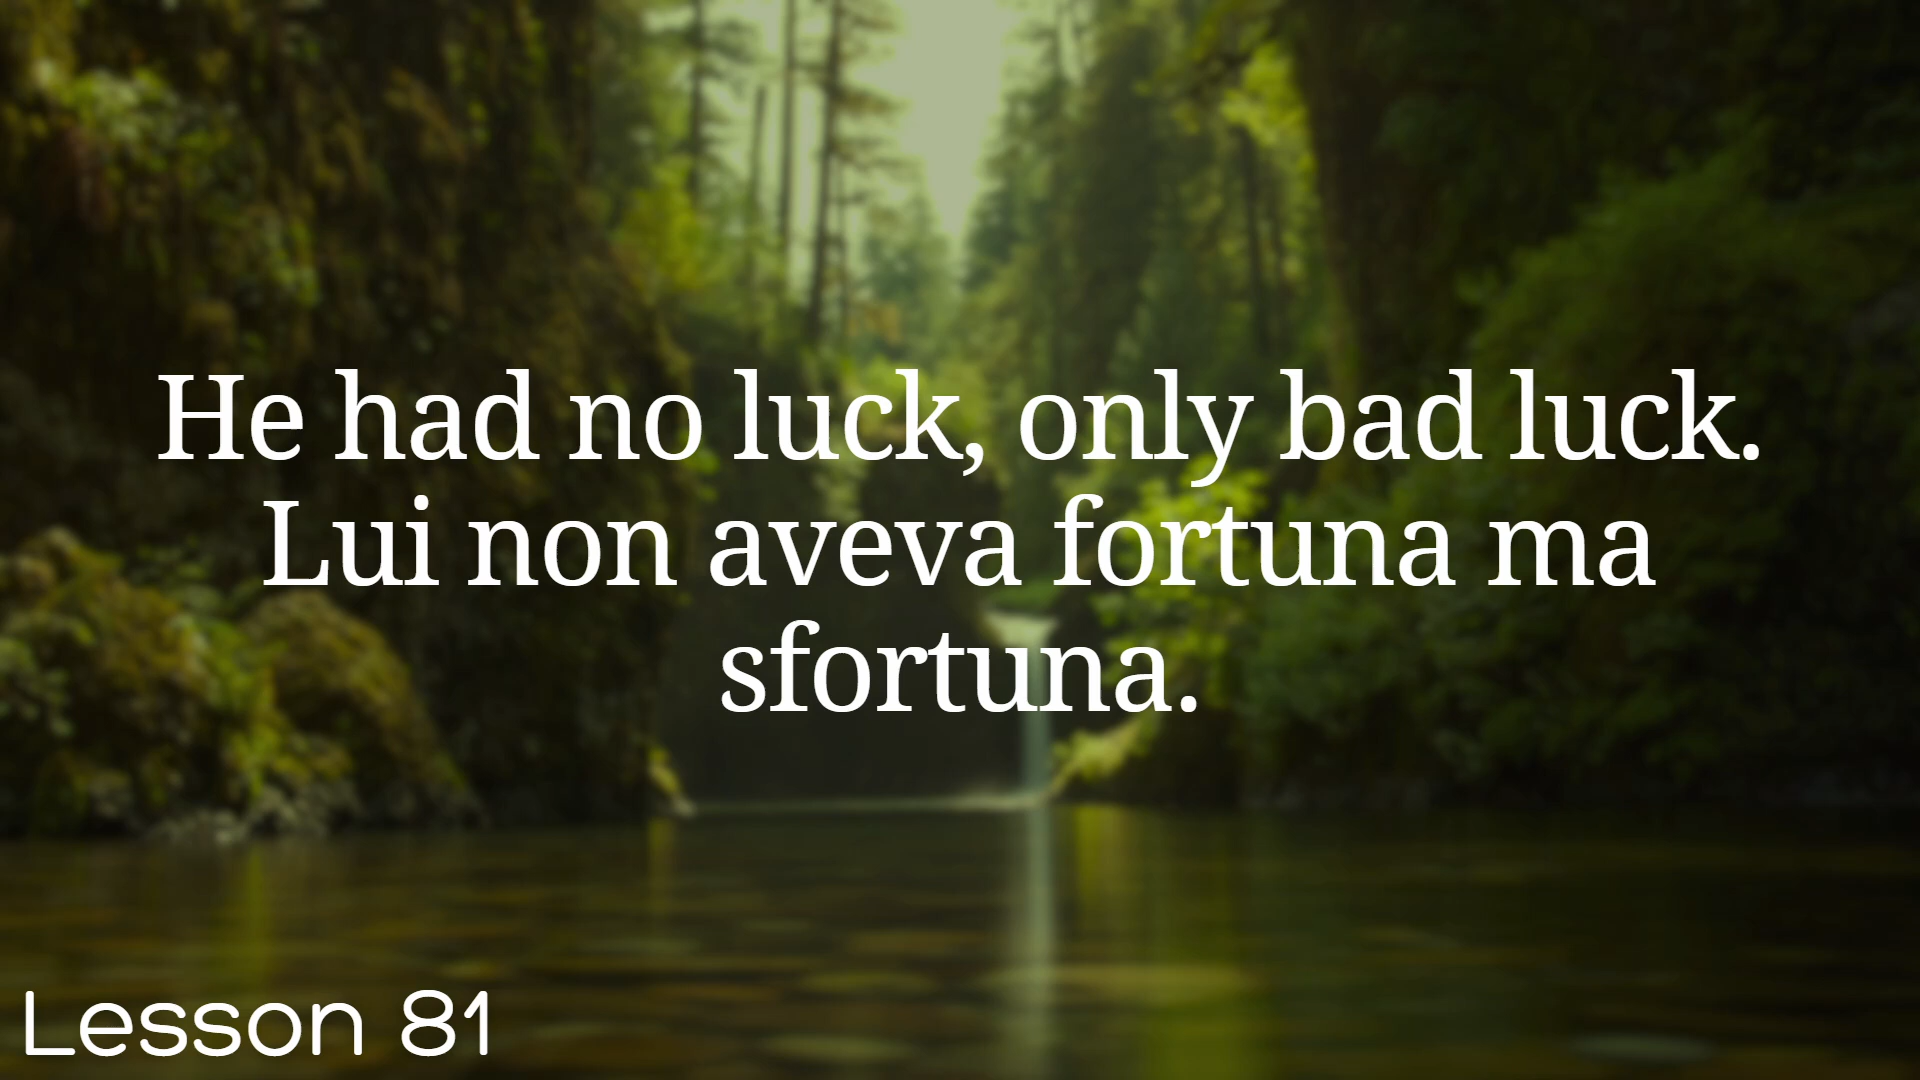 He had no luck, only bad luck.
Lui non aveva fortuna ma
sfortuna.
Lesson 81